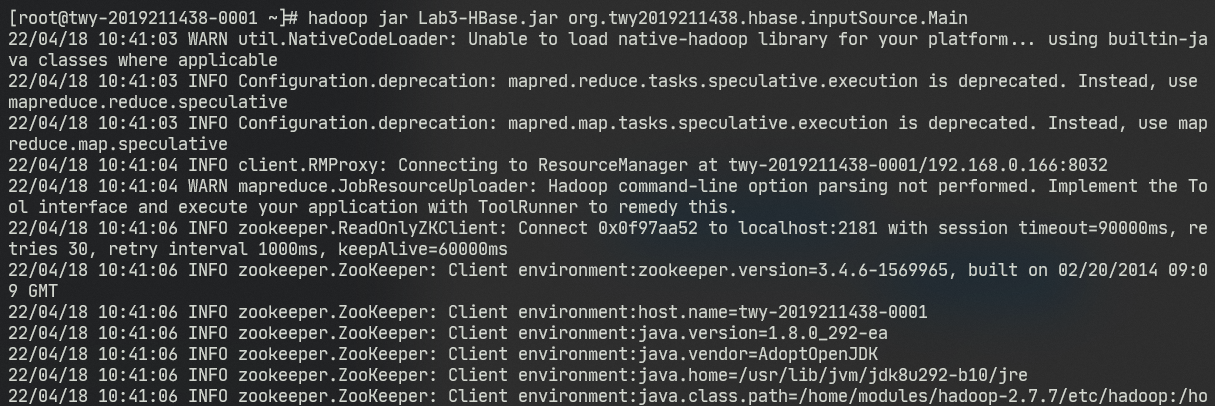 [root@twy-2019211438-0001 ~]# hadoop jar Lab3-HBase.jar org.twy2019211438.hbase.inputSource.Main
22/04/18 10:41:03 WARN util.NativeCodeLoader: Unable to load native-hadoop library for your platform... using builtin-ja
va classes where applicable
22/04/18 10:41:03 INFO Configuration.deprecation: mapred.reduce.tasks.speculative.execution is deprecated. Instead, use
mapreduce.reduce.speculative
22/04/18 10:41:03 INFO Configuration.deprecation: mapred.map.tasks.speculative.execution is deprecated. Instead, use map
reduce.map.speculative
22/04/18 10:41:04 INFO client.RMProxy: Connecting to ResourceManager at twy-2019211438-0001/192.168.0.166:8032
22/04/18 10:41:04 WARN mapreduce.JobResourceUploader: Hadoop command-line option parsing not performed. Implement the To
ol interface and execute your application with ToolRunner to remedy this.
22/04/18 10:41:06 INFO zookeeper.ReadOnlyZKClient: Connect 0x0f97aa52 to localhost:2181 with session timeout=90000ms, re
tries 30, retry interval 1000ms, keepAlive=60000ms
22/04/18 10:41:06 INFO zookeeper.ZooKeeper: Client environment:zookeeper.version=3.4.6-1569965, built on 02/20/2014 09:0
9 GMT
22/04/18 10:41:06 INFO zookeeper.ZooKeeper: Client environment:host.name=twy-2019211438-0001
22/04/18 10:41:06 INFO zookeeper.ZooKeeper: Client environment:java.version=1.8.0_292-ea
22/04/18 10:41:06 INFO zookeeper.ZooKeeper: Client environment:java.vendor=AdoptOpenJDK
22/04/18 10:41:06 INFO zookeeper.ZooKeeper: Client environment:java.home=/usr/lib/jvm/jdk8u292-b10/jre
22/04/18 10:41:06 INFO zookeeper.ZooKeeper: Client environment:java.class.path=/home/modules/hadoop-2.7.7/etc/hadoop:/ho